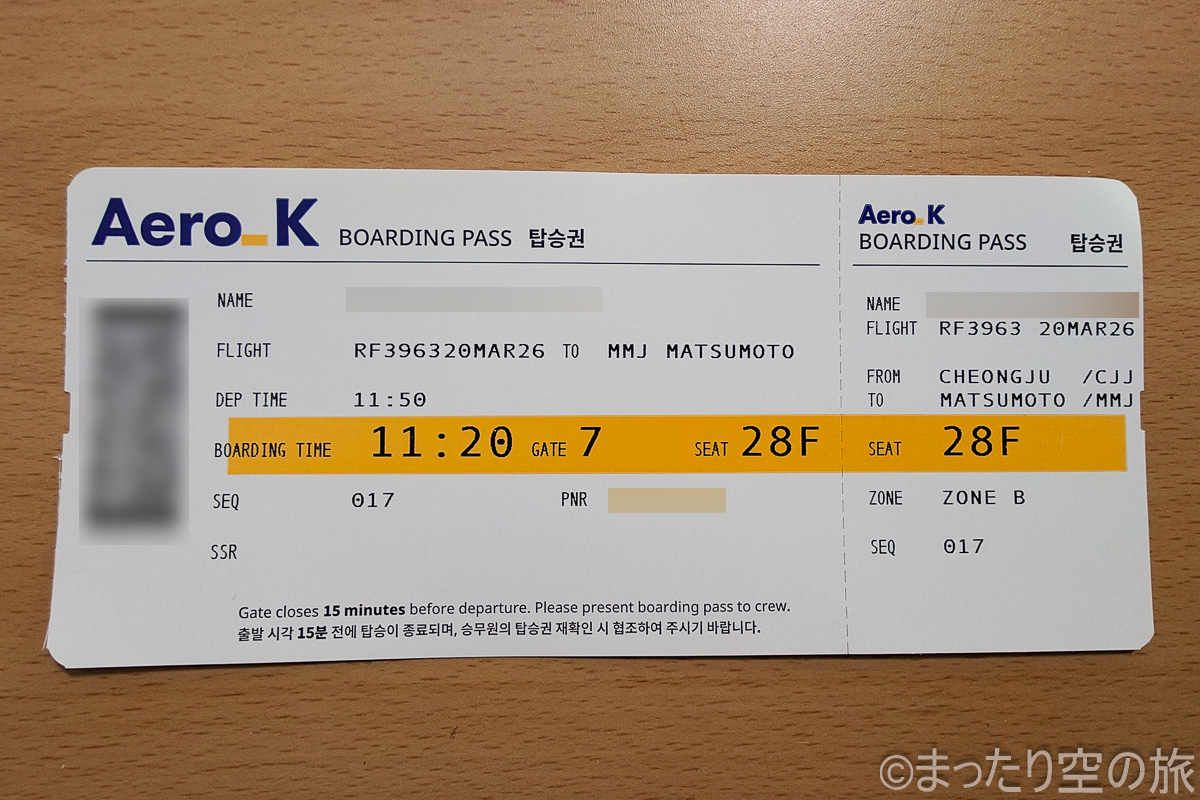 Aero_K BOARDING PASS 탑승권
NAME
FLIGHT RF396320MAR26 TO MMJ MATSUMOTO
DEP TIME 11:50
BOARDING TIME 11:20 GATE 7 SEAT 28F
SEQ 017 PNR
SSR
Gate closes 15 minutes before departure. Please present boarding pass to crew.
출발 시각 15분 전에 탑승이 종료되며, 승무원의 탑승권 재확인 시 협조하여 주시기 바랍니다.
Aero_K
BOARDING PASS 탑승권
NAME
FLIGHT RF3963 20MAR26
FROM CHEONGJU /CJJ
TO MATSUMOTO /MMJ
SEAT 28F
ZONE ZONE B
SEQ 017
©まったり空の旅